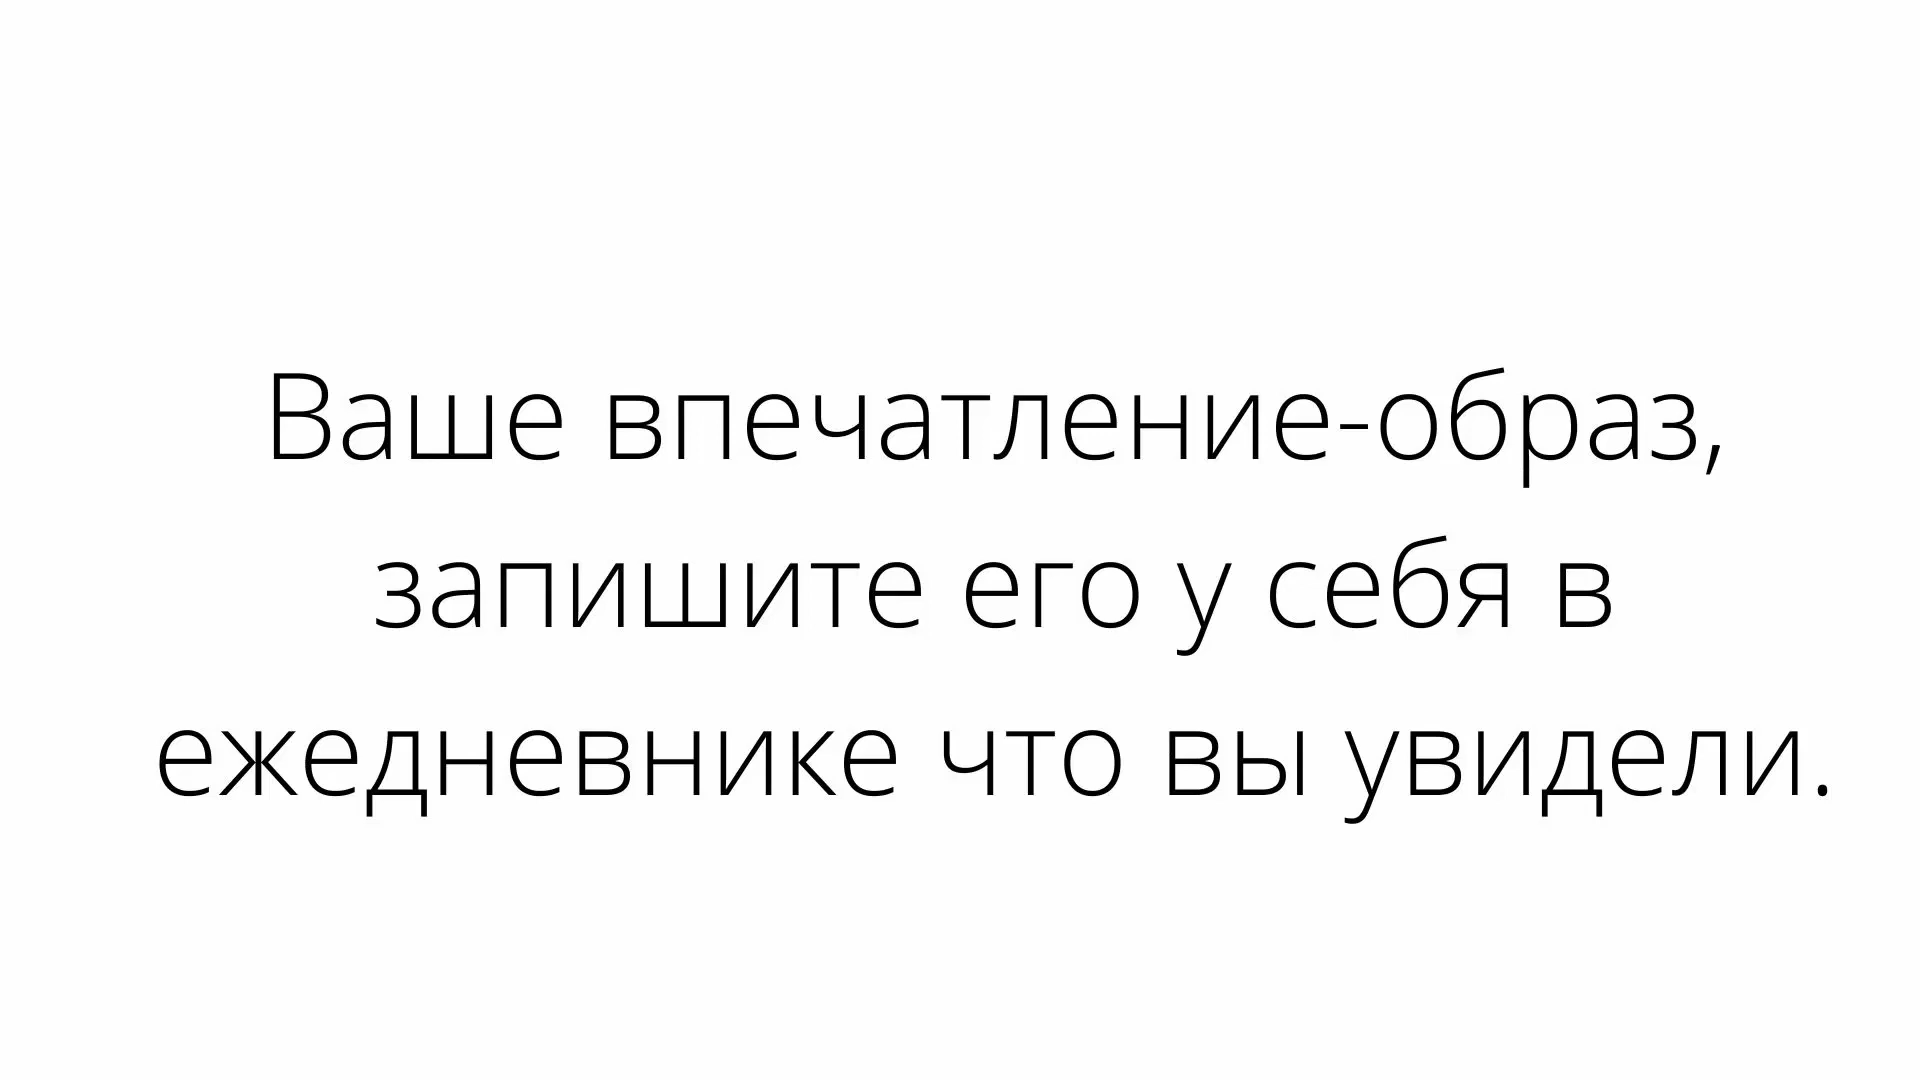 Ваше впечатление-образ,
запишите его у себя в
ежедневнике что вы увидели.